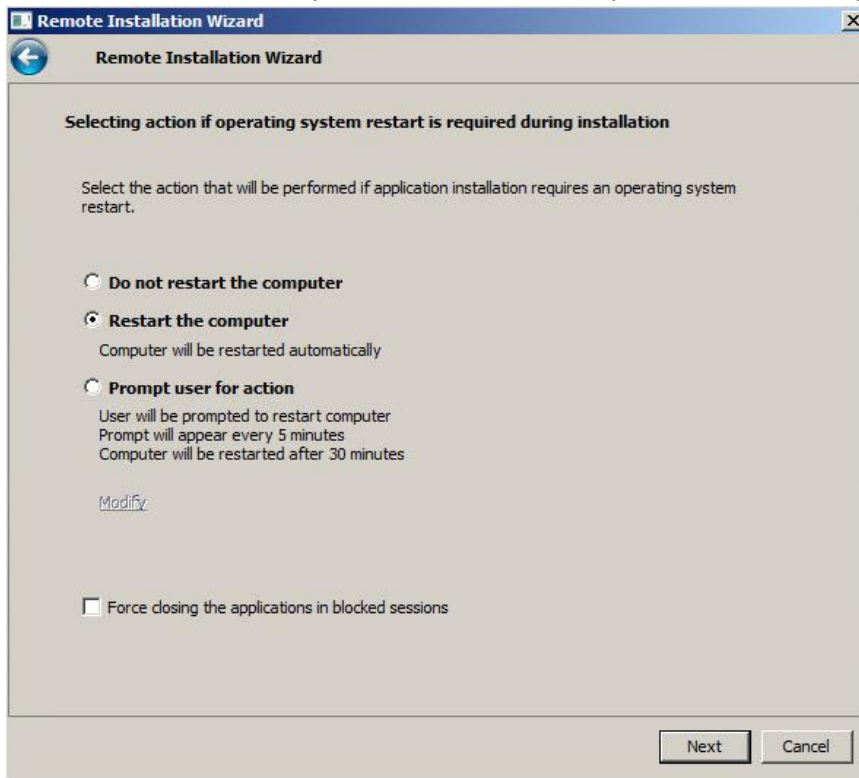 Remote Installation Wizard
Remote Installation Wizard
Selecting action if operating system restart is required during installation
Select the action that will be performed if application installation requires an operating system
restart.
Do not restart the computer
Restart the computer
Computer will be restarted automatically
Prompt user for action
User will be prompted to restart computer
Prompt will appear every 5 minutes
Computer will be restarted after 30 minutes
Modify
Force closing the applications in blocked sessions
Next Cancel